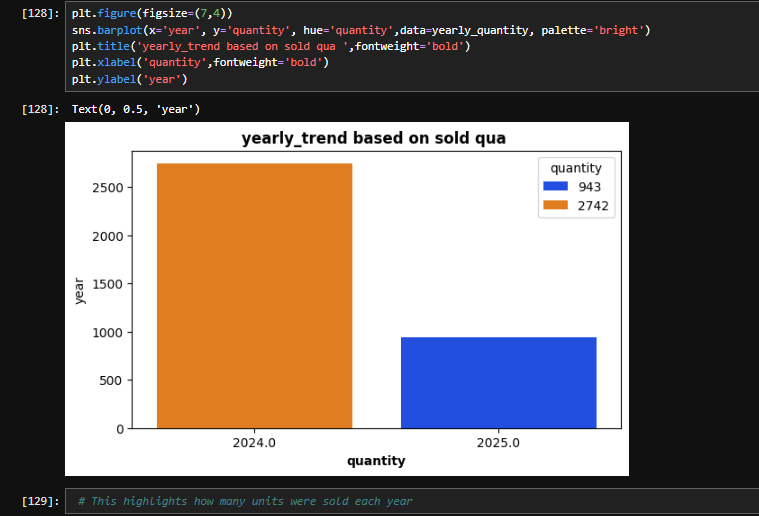 [128]: plt.figure(figsize=(7,4))
sns.barplot(x='year', y='quantity', hue='quantity',data=yearly_quantity, palette='bright')
plt.title('yearly_trend based on sold qua ',fontweight='bold')
plt.xlabel('quantity',fontweight='bold')
plt.ylabel('year')
[128]: Text(0, 0.5, 'year')
yearly_trend based on sold qua
quantity
943
2742
2500
2000
1500
1000
500
0
year
2024.0 2025.0
quantity
[129]: # This highlights how many units were sold each year